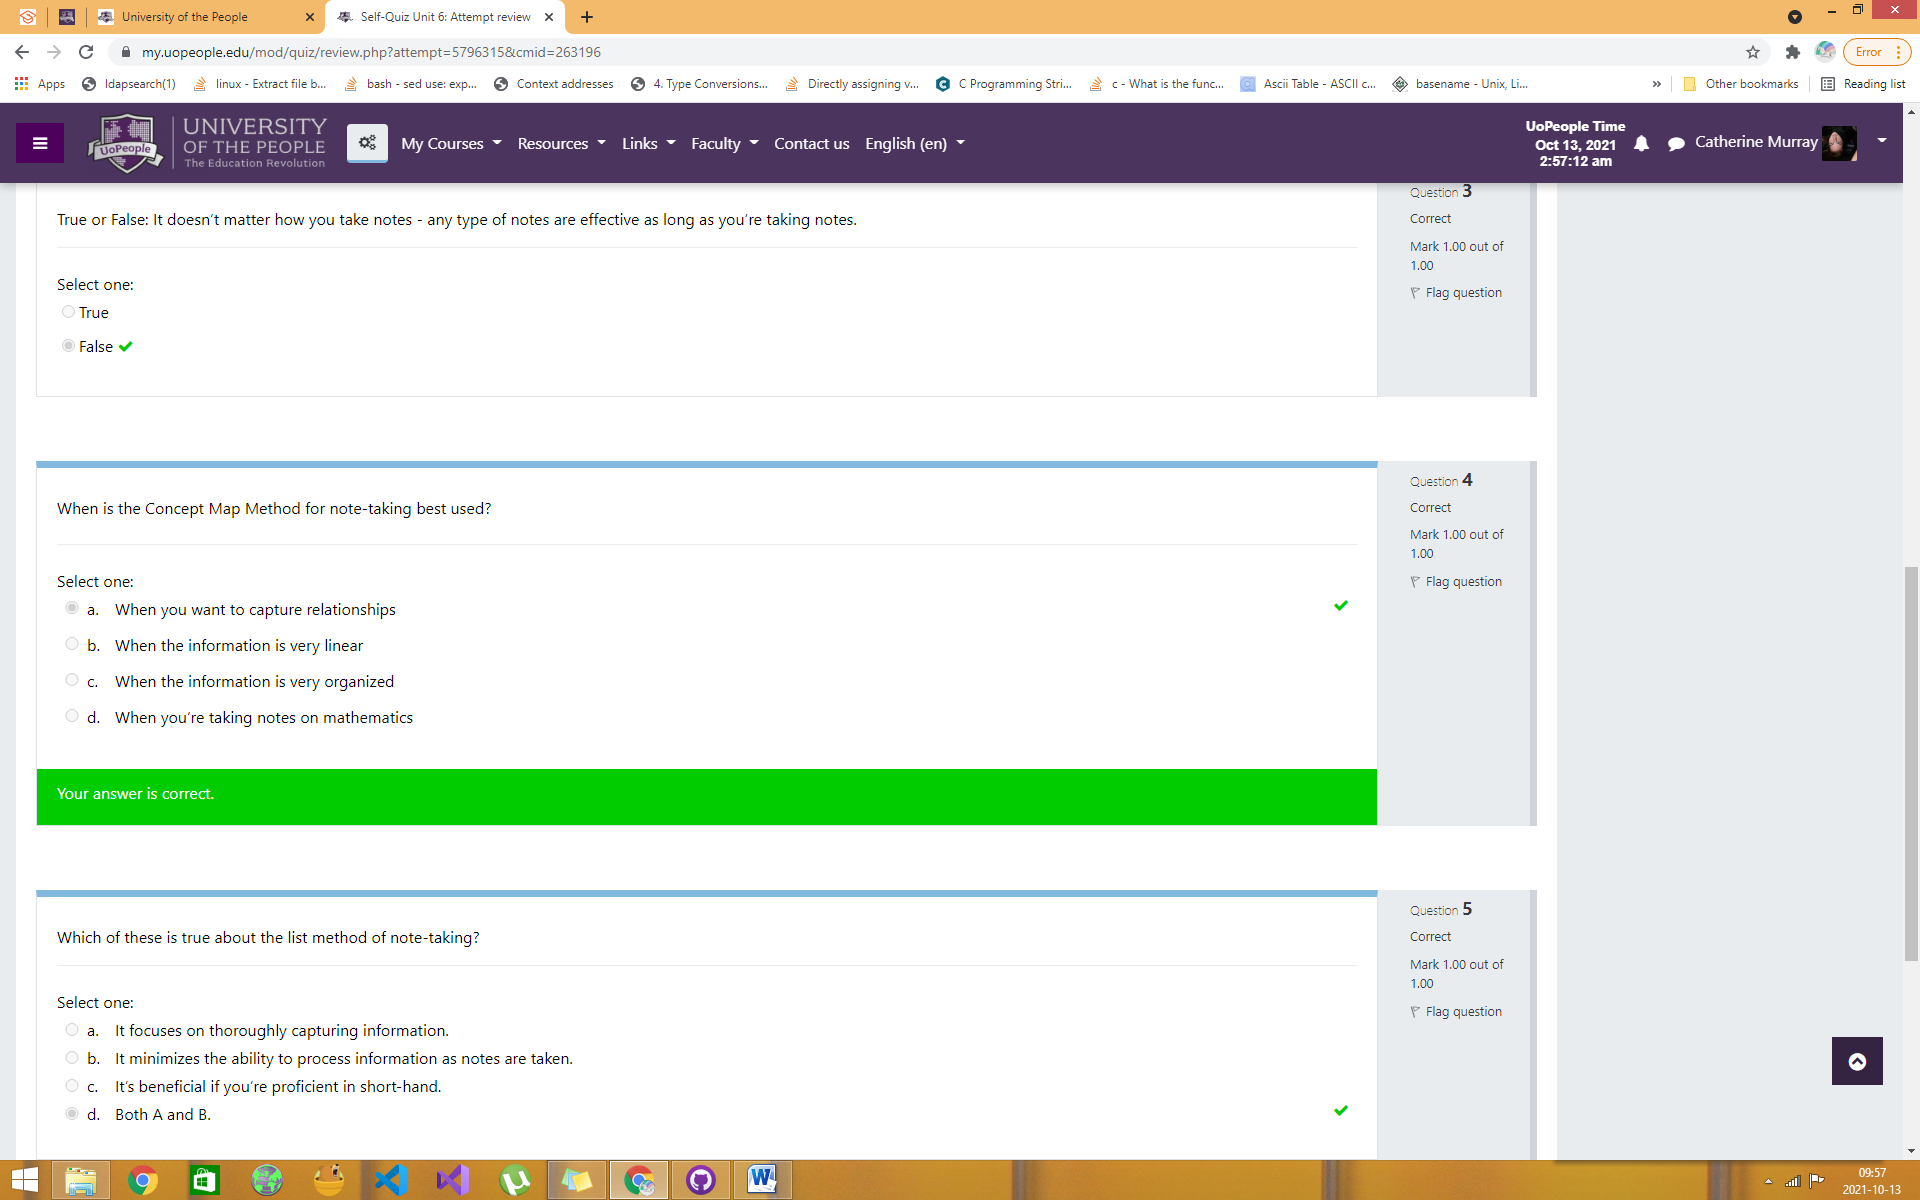 University of the People
Self-Quiz Unit 6: Attempt review
my.uopeople.edu/mod/quiz/review.php?attempt=5796315&cmid=263196
Error
Apps
ldapsearch(1)
linux - Extract file b...
bash - sed use: exp...
Context addresses
4. Type Conversions...
Directly assigning v...
C Programming Stri...
c - What is the func...
Ascii Table - ASCII c...
basename - Unix, Li...
»
Other bookmarks
Reading list
UoPeople
UNIVERSITY
OF THE PEOPLE
The Education Revolution
My Courses
Resources
Links
Faculty
Contact us
English (en)
UoPeople Time
Oct 13, 2021
2:57:12 am
Catherine Murray
Question 3
Correct
Mark 1.00 out of
1.00
Flag question
True or False: It doesn't matter how you take notes - any type of notes are effective as long as you're taking notes.
Select one:
True
False
Question 4
Correct
Mark 1.00 out of
1.00
Flag question
When is the Concept Map Method for note-taking best used?
Select one:
a. When you want to capture relationships
b. When the information is very linear
c. When the information is very organized
d. When you're taking notes on mathematics
Your answer is correct.
Question 5
Correct
Mark 1.00 out of
1.00
Flag question
Which of these is true about the list method of note-taking?
Select one:
a. It focuses on thoroughly capturing information.
b. It minimizes the ability to process information as notes are taken.
c. It's beneficial if you're proficient in short-hand.
d. Both A and B.
09:57
2021-10-13